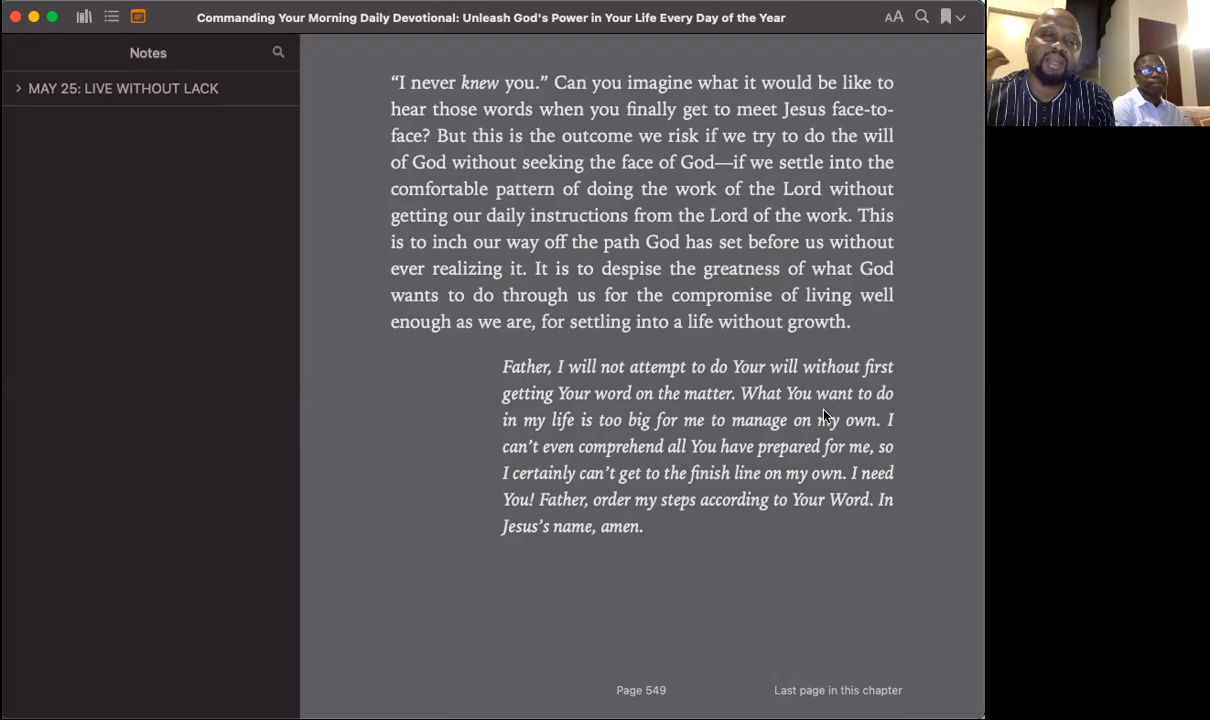 Commanding Your Morning Daily Devotional: Unleash God's Power in Your Life Every Day of the Year
AA
Notes
MAY 25: LIVE WITHOUT LACK
“I never knew you.” Can you imagine what it would be like to
hear those words when you finally get to meet Jesus face-to-
face? But this is the outcome we risk if we try to do the will
of God without seeking the face of God—if we settle into the
comfortable pattern of doing the work of the Lord without
getting our daily instructions from the Lord of the work. This
is to inch our way off the path God has set before us without
ever realizing it. It is to despise the greatness of what God
wants to do through us for the compromise of living well
enough as we are, for settling into a life without growth.
Father, I will not attempt to do Your will without first
getting Your word on the matter. What You want to do
in my life is too big for me to manage on my own. I
can’t even comprehend all You have prepared for me, so
I certainly can’t get to the finish line on my own. I need
You! Father, order my steps according to Your Word. In
Jesus’s name, amen.
Page 549
Last page in this chapter